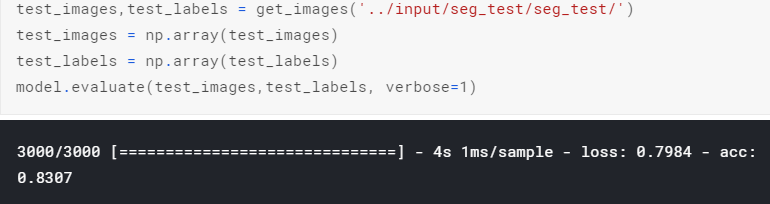 test_images,test_labels = get_images('../input/seg_test/seg_test/')
test_images = np.array(test_images)
test_labels = np.array(test_labels)
model.evaluate(test_images,test_labels, verbose=1)
3000/3000 [==============================] - 4s 1ms/sample - loss: 0.7984 - acc:
0.8307